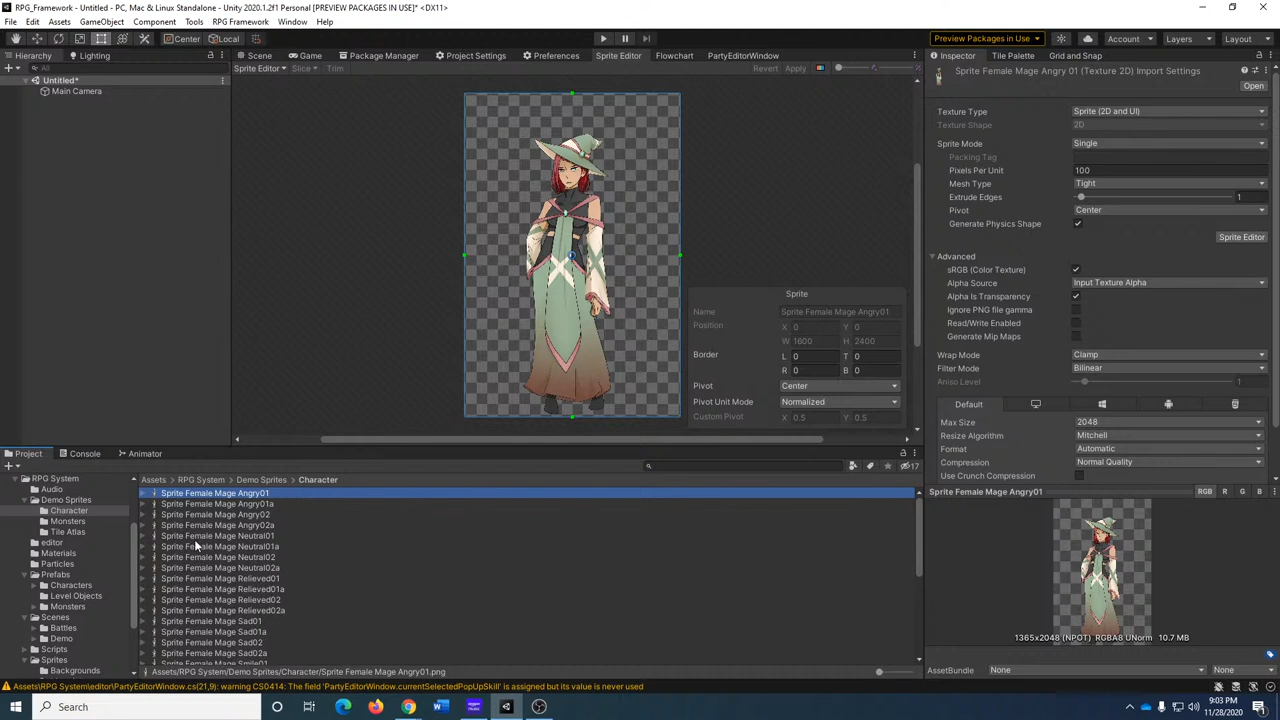 RPG_Framework - Untitled - PC, Mac & Linux Standalone - Unity 2020.1.2f1 Personal [PREVIEW PACKAGES IN USE]* <DX11>
File Edit Assets GameObject Component Tools RPG Framework Window Help
Center Local Preview Packages in Use Account Layers Layout
Hierarchy Lighting Scene Game Package Manager Project Settings Preferences Sprite Editor Flowchart PartyEditorWindow Inspector Tile Palette Grid and Snap
All Sprite Editor Slice Trim Revert Apply
Sprite Female Mage Angry 01 (Texture 2D) Import Settings
Open
Untitled*
Main Camera
Texture Type Sprite (2D and UI)
Texture Shape 2D
Sprite Mode Single
Packing Tag
Pixels Per Unit 100
Mesh Type Tight
Extrude Edges 1
Pivot Center
Generate Physics Shape
Sprite Editor
Advanced
sRGB (Color Texture)
Alpha Source Input Texture Alpha
Alpha Is Transparency
Ignore PNG file gamma
Read/Write Enabled
Generate Mip Maps
Wrap Mode Clamp
Filter Mode Bilinear
Aniso Level 1
Default
Max Size 2048
Resize Algorithm Mitchell
Format Automatic
Compression Normal Quality
Use Crunch Compression
Sprite
Name Sprite Female Mage Angry01
Position X 0 Y 0
W 1600 H 2400
Border L 0 T 0
R 0 B 0
Pivot Center
Pivot Unit Mode Normalized
Custom Pivot X 0.5 Y 0.5
Project Console Animator
17
Assets > RPG System > Demo Sprites > Character
RPG System
Audio
Demo Sprites
Character
Monsters
Tile Atlas
editor
Materials
Particles
Prefabs
Characters
Level Objects
Monsters
Scenes
Battles
Demo
Scripts
Sprites
Backgrounds
Sprite Female Mage Angry01
Sprite Female Mage Angry01a
Sprite Female Mage Angry02
Sprite Female Mage Angry02a
Sprite Female Mage Neutral01
Sprite Female Mage Neutral01a
Sprite Female Mage Neutral02
Sprite Female Mage Neutral02a
Sprite Female Mage Relieved01
Sprite Female Mage Relieved01a
Sprite Female Mage Relieved02
Sprite Female Mage Relieved02a
Sprite Female Mage Sad01
Sprite Female Mage Sad01a
Sprite Female Mage Sad02
Sprite Female Mage Sad02a
Sprite Female Mage Smile01
Assets/RPG System/Demo Sprites/Character/Sprite Female Mage Angry01.png
Sprite Female Mage Angry01 RGB R G B
1365x2048 (NPOT) RGBA8 UNorm 10.7 MB
AssetBundle None None
Assets\RPG System\editor\PartyEditorWindow.cs(21,9): warning CS0414: The field 'PartyEditorWindow.currentSelectedPopUpSkill' is assigned but its value is never used
Search
9:03 PM
11/28/2020